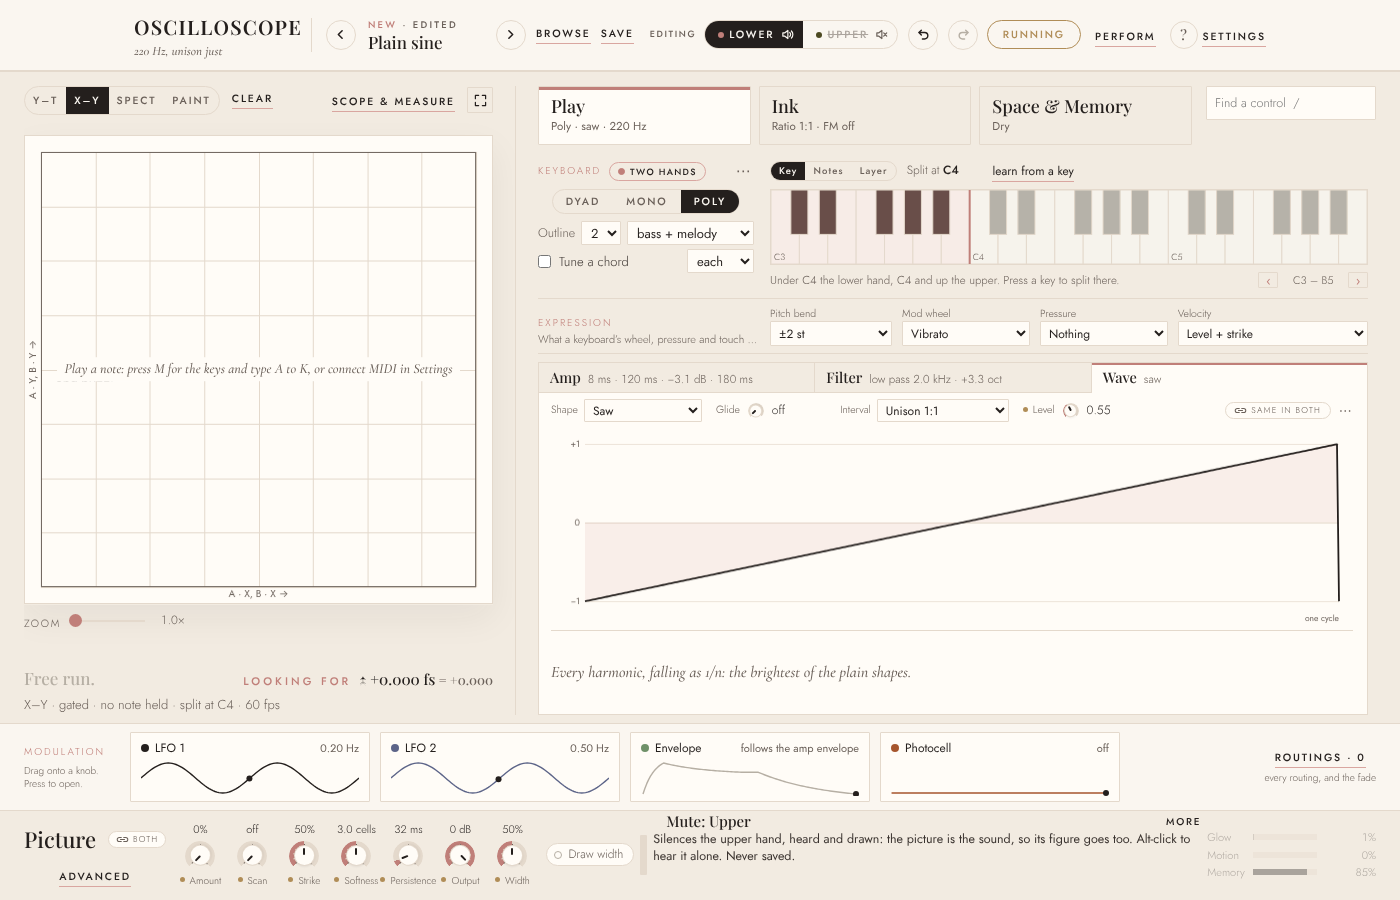 OSCILLOSCOPE
220 Hz, unison just
NEW · EDITED
Plain sine
BROWSE SAVE
EDITING
LOWER
UPPER
RUNNING
PERFORM
?
SETTINGS
Y–T X–Y SPECT PAINT
CLEAR
SCOPE & MEASURE
Play a note: press M for the keys and type A to K, or connect MIDI in Settings
A · Y, B · Y →
A · X, B · X →
ZOOM 1.0×
Free run.
LOOKING FOR +0.000 fs = +0.000
X–Y · gated · no note held · split at C4 · 60 fps
Play
Poly · saw · 220 Hz
Ink
Ratio 1:1 · FM off
Space & Memory
Dry
Find a control /
KEYBOARD TWO HANDS ···
DYAD MONO POLY
Outline 2 bass + melody
Tune a chord each
Key Notes Layer Split at C4 learn from a key
C3 C4 C5
Under C4 the lower hand, C4 and up the upper. Press a key to split there.
‹ C3 – B5 ›
EXPRESSION
What a keyboard's wheel, pressure and touch ...
Pitch bend Mod wheel Pressure Velocity
±2 st Vibrato Nothing Level + strike
Amp 8 ms · 120 ms · −3.1 dB · 180 ms
Filter low pass 2.0 kHz · +3.3 oct
Wave saw
Shape Saw Glide off Interval Unison 1:1 Level 0.55 SAME IN BOTH ···
+1
0
−1
one cycle
Every harmonic, falling as 1/n: the brightest of the plain shapes.
MODULATION
Drag onto a knob.
Press to open.
LFO 1 0.20 Hz
LFO 2 0.50 Hz
Envelope follows the amp envelope
Photocell off
ROUTINGS · 0
every routing, and the fade
Picture BOTH
ADVANCED
0% off 50% 3.0 cells 32 ms 0 dB 50%
Amount Scan Strike Softness Persistence Output Width
Draw width
Mute: Upper
Silences the upper hand, heard and drawn: the picture is the sound, so its figure goes too. Alt-click to
hear it alone. Never saved.
MORE
Glow 1%
Motion 0%
Memory 85%